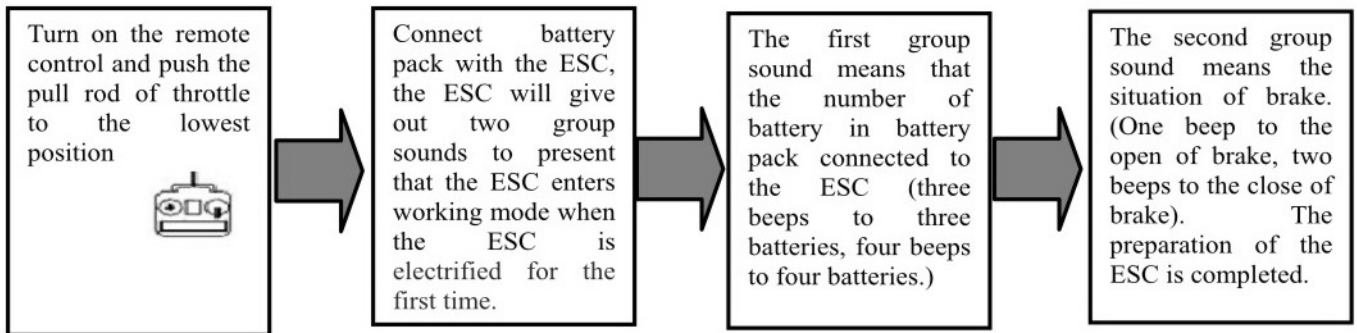 Turn on the remote
control and push the
pull rod of throttle
to the lowest
position
Connect battery
pack with the ESC,
the ESC will give
out two group
sounds to present
that the ESC enters
working mode when
the ESC is
electrified for the
first time.
The first group
sound means that
the number of
battery in battery
pack connected to
the ESC (three
beeps to three
batteries, four beeps
to four batteries.)
The second group
sound means the
situation of brake.
(One beep to the
open of brake, two
beeps to the close of
brake). The
preparation of the
ESC is completed.